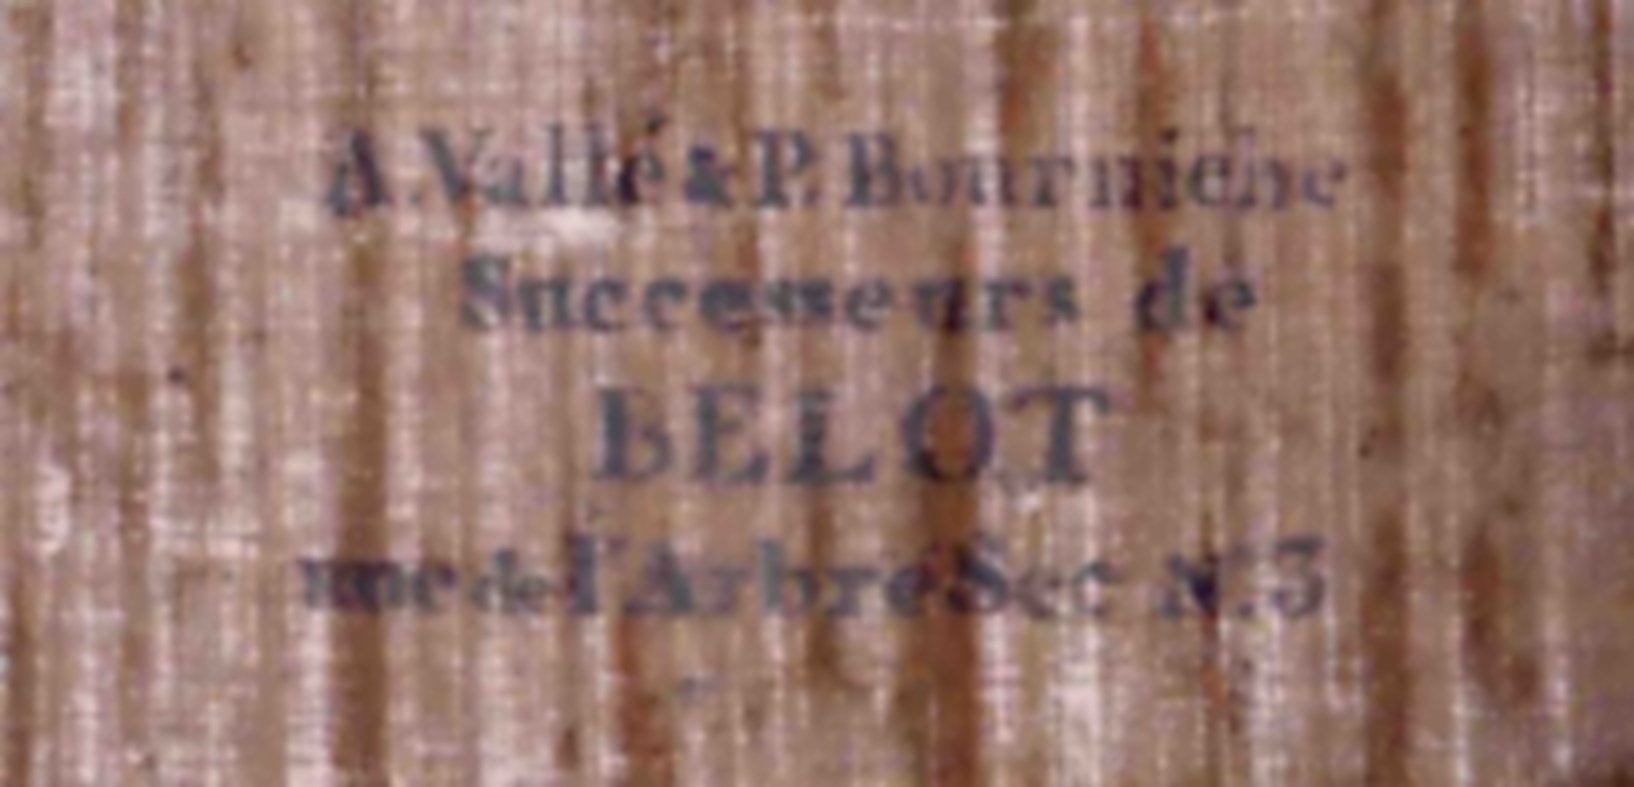 A. Vallé & P. Bourniche
Successeurs de
BELOT
rue de l'Arbre Sec N. 3